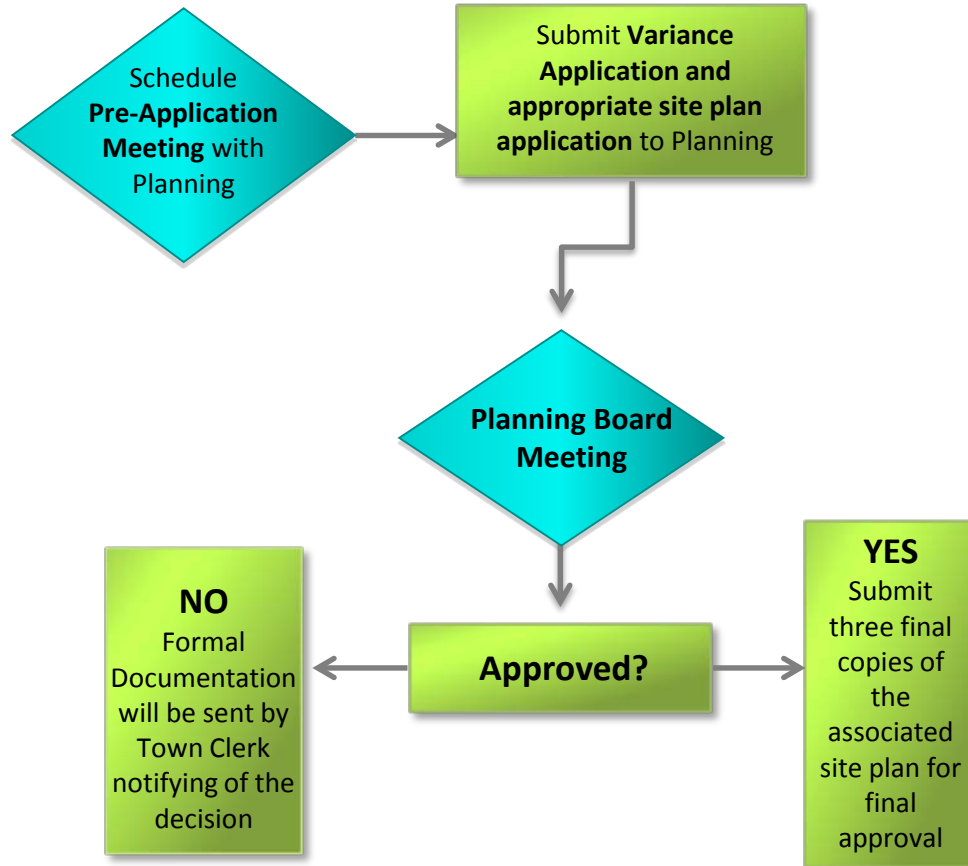 Schedule
Pre-Application
Meeting with
Planning
Submit Variance
Application and
appropriate site plan
application to Planning
Planning Board
Meeting
Approved?
NO
Formal
Documentation
will be sent by
Town Clerk
notifying of the
decision
YES
Submit
three final
copies of
the
associated
site plan for
final
approval